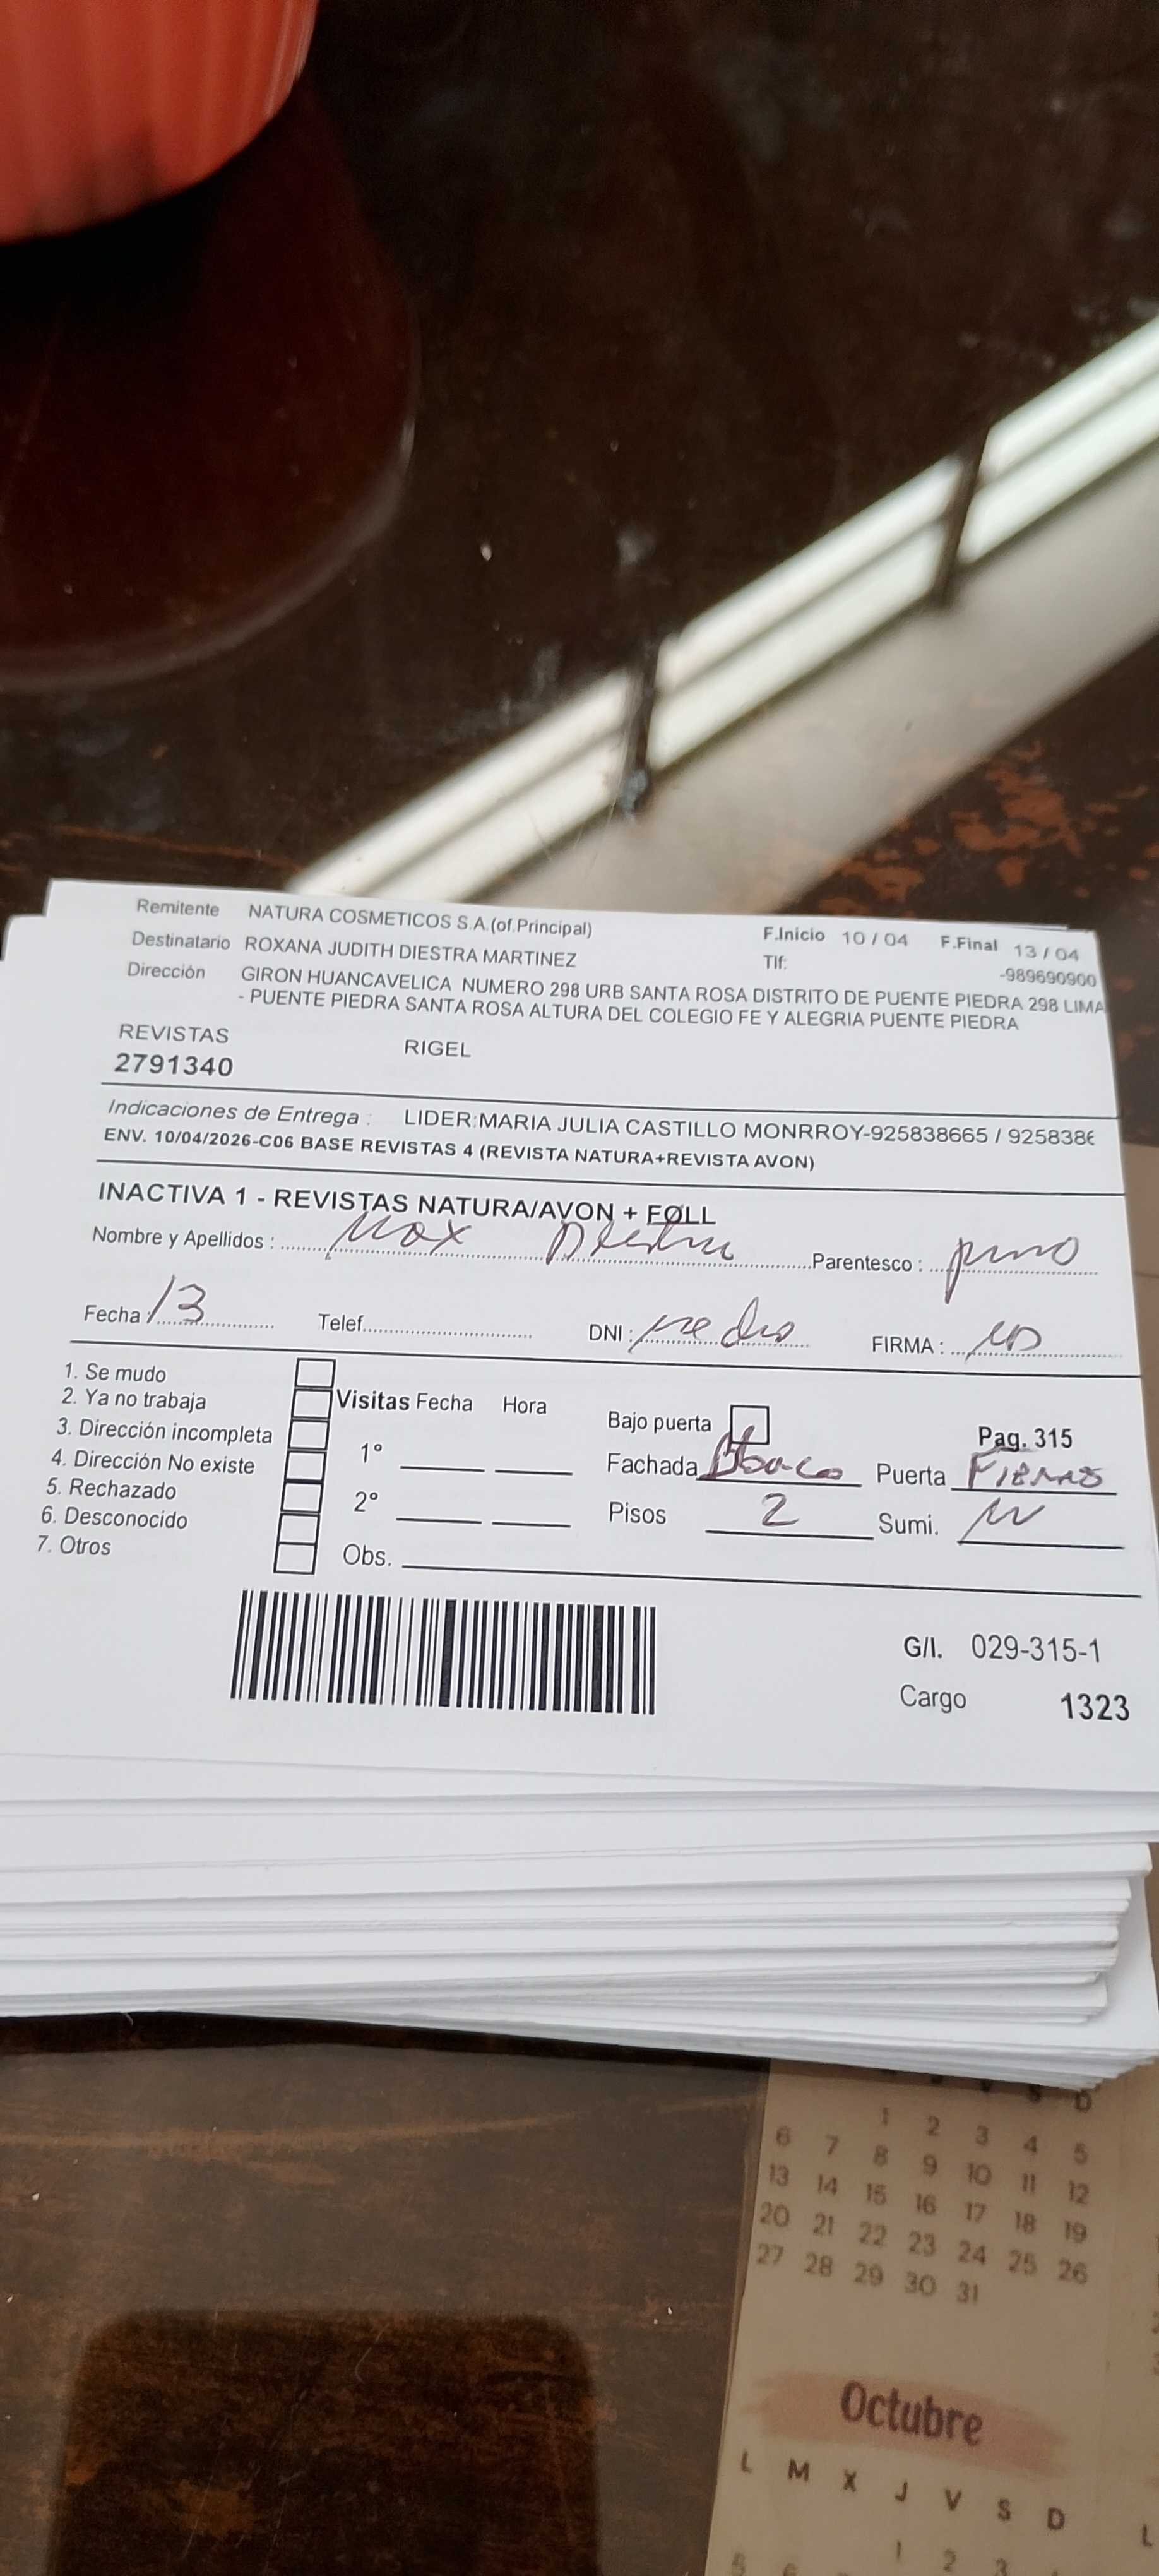 Remitente NATURA COSMETICOS S.A.(of.Principal) F.Inicio 10 / 04 F.Final 13 / 04
Destinatario ROXANA JUDITH DIESTRA MARTINEZ Tlf: -989690900
Dirección GIRON HUANCAVELICA NUMERO 298 URB SANTA ROSA DISTRITO DE PUENTE PIEDRA 298 LIMA
- PUENTE PIEDRA SANTA ROSA ALTURA DEL COLEGIO FE Y ALEGRIA PUENTE PIEDRA
REVISTAS RIGEL
2791340
Indicaciones de Entrega : LIDER:MARIA JULIA CASTILLO MONRROY-925838665 / 9258386
ENV. 10/04/2026-C06 BASE REVISTAS 4 (REVISTA NATURA+REVISTA AVON)
INACTIVA 1 - REVISTAS NATURA/AVON + FOLL
Nombre y Apellidos : Max Diestra Parentesco :
Fecha : 13 Telef. DNI : FIRMA :
1. Se mudo
2. Ya no trabaja Visitas Fecha Hora Bajo puerta Pag. 315
3. Dirección incompleta 1° Fachada Blanco Puerta Fierro
4. Dirección No existe
5. Rechazado 2° Pisos 2 Sumi.
6. Desconocido
7. Otros Obs.
G/I. 029-315-1
Cargo 1323
V S D
1 2 3 4 5
6 7 8 9 10 11 12
13 14 15 16 17 18 19
20 21 22 23 24 25 26
27 28 29 30 31
Octubre
L M X J V S D L
1 2 3
5 6